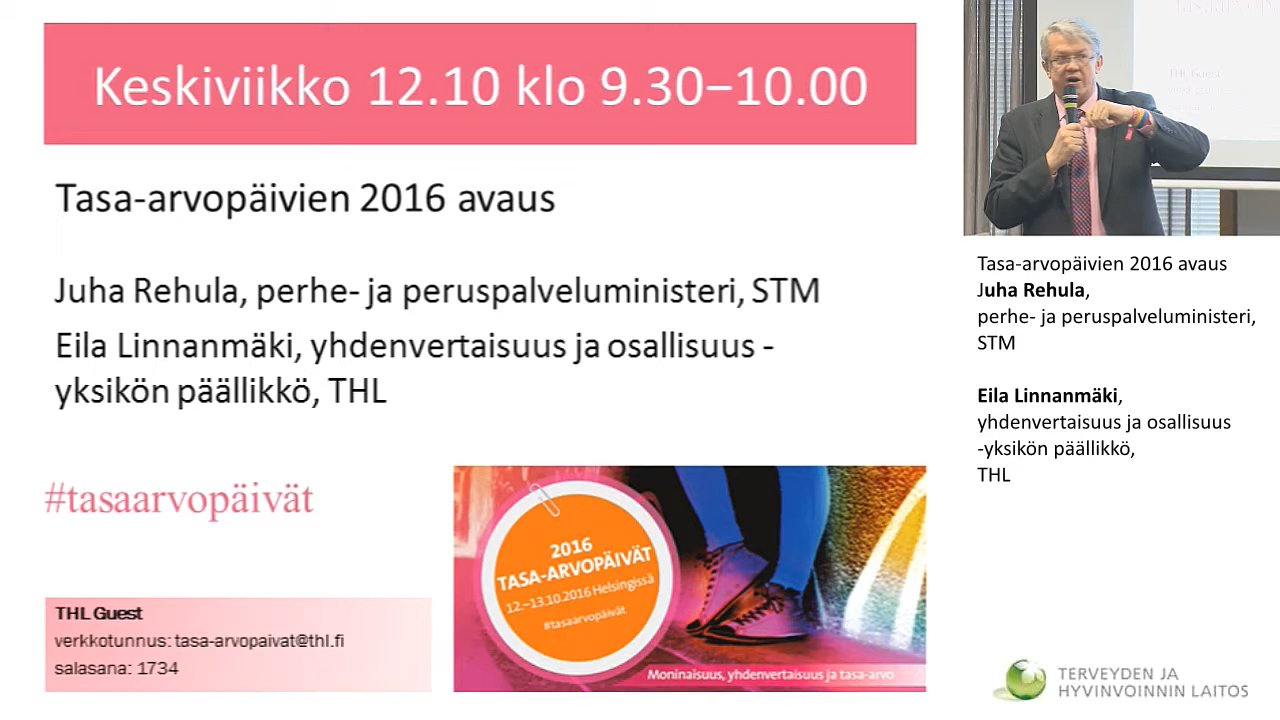 Keskiviikko 12.10 klo 9.30–10.00
Tasa-arvopäivien 2016 avaus
Juha Rehula, perhe- ja peruspalveluministeri, STM
Eila Linnanmäki, yhdenvertaisuus ja osallisuus -
yksikön päällikkö, THL
#tasaarvopäivät
THL Guest
verkkotunnus: tasa-arvopaivat@thl.fi
salasana: 1734
2016
TASA-ARVOPÄIVÄT
12.–13.10.2016 Helsingissä
#tasaarvopäivät
Moninaisuus, yhdenvertaisuus ja tasa-arvo
THL Guest
Tasa-arvopäivien 2016 avaus
Juha Rehula,
perhe- ja peruspalveluministeri,
STM
Eila Linnanmäki,
yhdenvertaisuus ja osallisuus
-yksikön päällikkö,
THL
TERVEYDEN JA
HYVINVOINNIN LAITOS